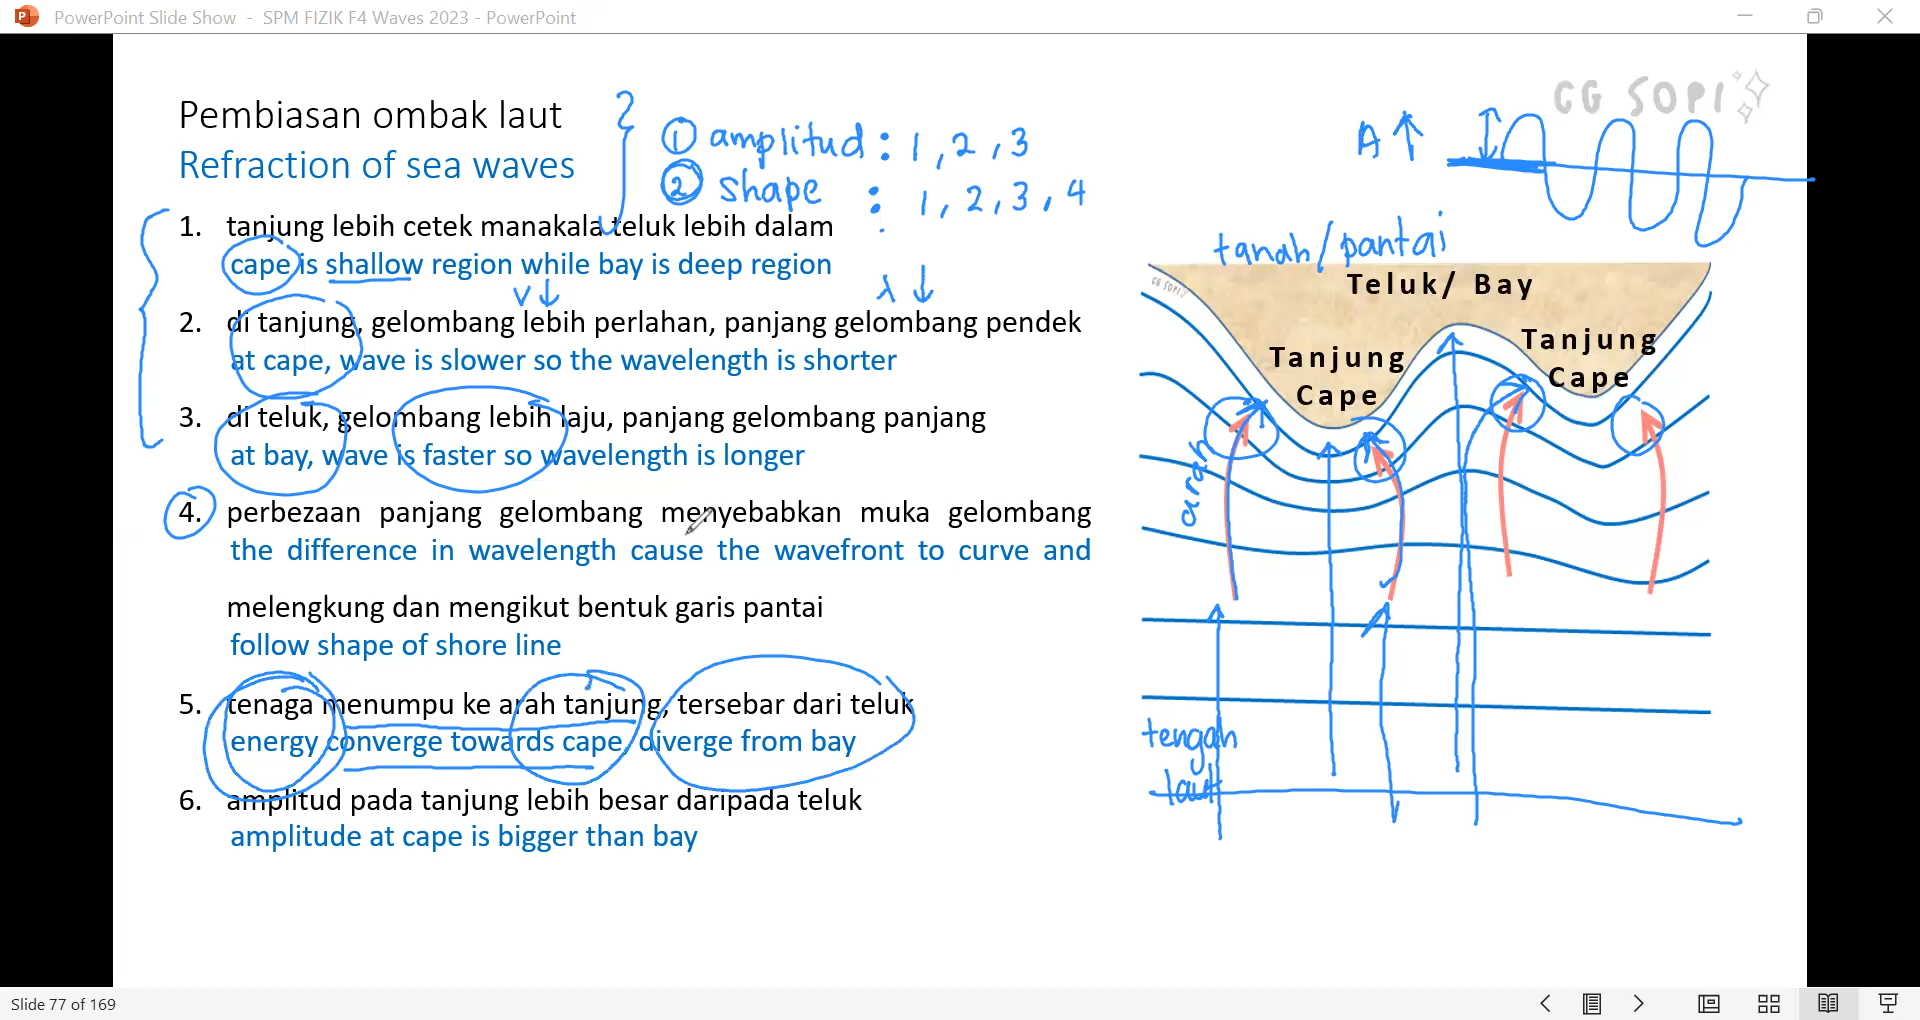 PowerPoint Slide Show - SPM FIZIK F4 Waves 2023 - PowerPoint
CG SOPI
Pembiasan ombak laut
Refraction of sea waves
① amplitud : 1, 2, 3
② shape : 1, 2, 3, 4
A ↑
1. tanjung lebih cetek manakala teluk lebih dalam
cape is shallow region while bay is deep region
v ↓
λ ↓
2. di tanjung, gelombang lebih perlahan, panjang gelombang pendek
at cape, wave is slower so the wavelength is shorter
3. di teluk, gelombang lebih laju, panjang gelombang panjang
at bay, wave is faster so wavelength is longer
4. perbezaan panjang gelombang menyebabkan muka gelombang
the difference in wavelength cause the wavefront to curve and
melengkung dan mengikut bentuk garis pantai
follow shape of shore line
5. tenaga menumpu ke arah tanjung, tersebar dari teluk
energy converge towards cape, diverge from bay
6. amplitud pada tanjung lebih besar daripada teluk
amplitude at cape is bigger than bay
tanah/pantai
CG SOPI
Teluk/ Bay
Tanjung
Cape
Tanjung
Cape
arah
tengah
laut
Slide 77 of 169